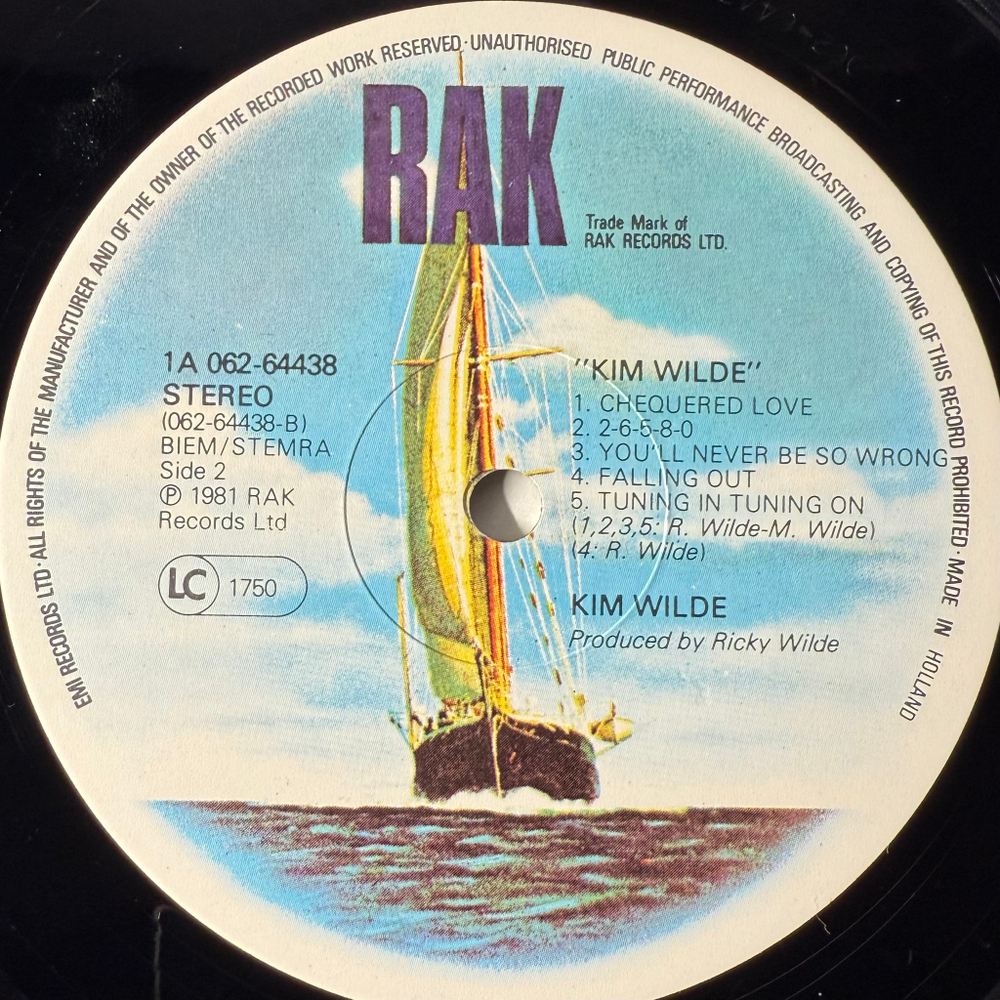 EMI RECORDS LTD · ALL RIGHTS OF THE MANUFACTURER AND OF THE OWNER OF THE RECORDED WORK RESERVED · UNAUTHORISED PUBLIC PERFORMANCE BROADCASTING AND COPYING OF THIS RECORD PROHIBITED · MADE IN HOLLAND
RAK
Trade Mark of
RAK RECORDS LTD.
1A 062-64438
STEREO
(062-64438-B)
BIEM/STEMRA
Side 2
℗ 1981 RAK
Records Ltd
LC 1750
"KIM WILDE"
1. CHEQUERED LOVE
2. 2-6-5-8-0
3. YOU'LL NEVER BE SO WRONG
4. FALLING OUT
5. TUNING IN TUNING ON
(1,2,3,5: R. Wilde-M. Wilde)
(4: R. Wilde)
KIM WILDE
Produced by Ricky Wilde